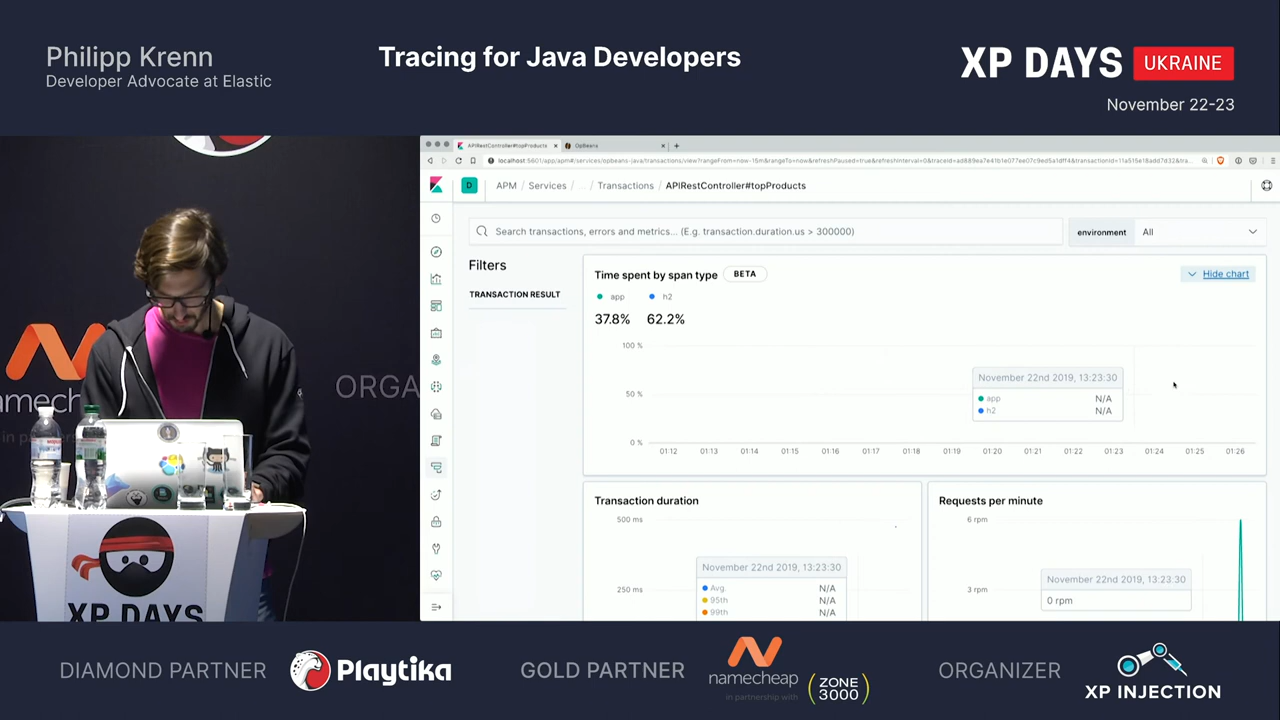 Philipp Krenn
Developer Advocate at Elastic
Tracing for Java Developers
XP DAYS UKRAINE
November 22-23
APIRestController#topProducts
OpBeans
D
APM / Services / ... / Transactions / APIRestController#topProducts
Search transactions, errors and metrics... (E.g. transaction.duration.us > 300000)
environment All
Filters
TRANSACTION RESULT
Time spent by span type BETA
Hide chart
app h2
37.8% 62.2%
100 %
50 %
0 %
November 22nd 2019, 13:23:30
app N/A
h2 N/A
01:12 01:13 01:14 01:15 01:16 01:17 01:18 01:19 01:20 01:21 01:22 01:23 01:24 01:25 01:26
Transaction duration
500 ms
250 ms
November 22nd 2019, 13:23:30
Avg. N/A
95th N/A
99th N/A
Requests per minute
6 rpm
3 rpm
November 22nd 2019, 13:23:30
0 rpm
ORGA
XP DAYS
DIAMOND PARTNER
Playtika
GOLD PARTNER
namecheap
in partnership with
ZONE
3000
ORGANIZER
XP INJECTION